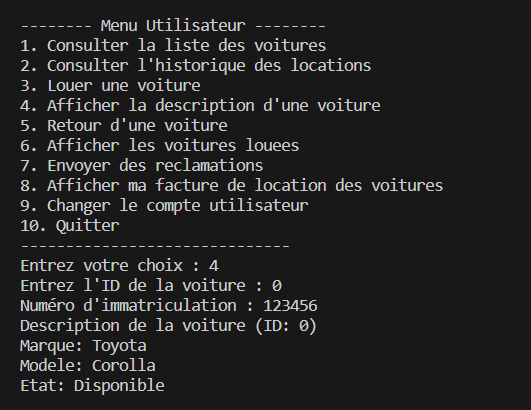 -------- Menu Utilisateur --------
1. Consulter la liste des voitures
2. Consulter l'historique des locations
3. Louer une voiture
4. Afficher la description d'une voiture
5. Retour d'une voiture
6. Afficher les voitures louees
7. Envoyer des reclamations
8. Afficher ma facture de location des voitures
9. Changer le compte utilisateur
10. Quitter
------------------------------
Entrez votre choix : 4
Entrez l'ID de la voiture : 0
Numéro d'immatriculation : 123456
Description de la voiture (ID: 0)
Marque: Toyota
Modele: Corolla
Etat: Disponible